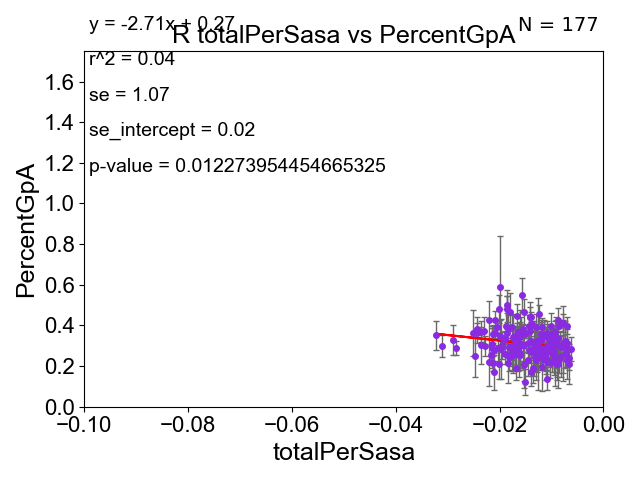 y = -2.71x + 0.27
N = 177
R totalPerSasa vs PercentGpA
r^2 = 0.04
se = 1.07
se_intercept = 0.02
p-value = 0.012273954454665325
PercentGpA
1.6
1.4
1.2
1.0
0.8
0.6
0.4
0.2
0.0
−0.10 −0.08 −0.06 −0.04 −0.02 0.00
totalPerSasa